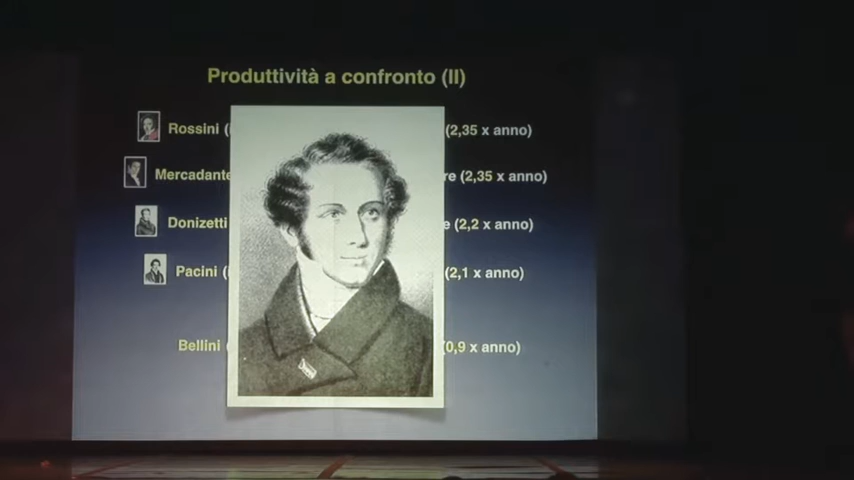 Produttività a confronto (II)
Rossini ( (2,35 x anno)
Mercadante re (2,35 x anno)
Donizetti e (2,2 x anno)
Pacini ( (2,1 x anno)
Bellini (0,9 x anno)